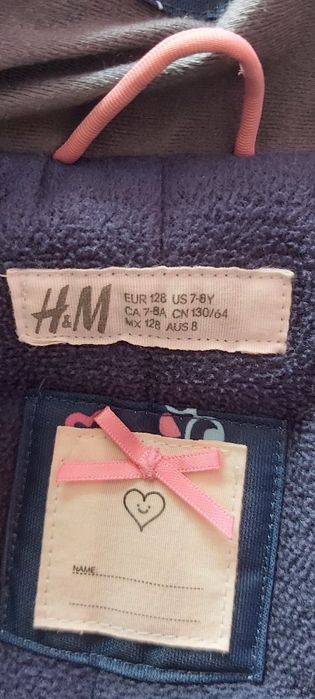 H&M
EUR 128 US 7-8Y
CA 7-8A CN 130/64
MX 128 AUS 8
NAME